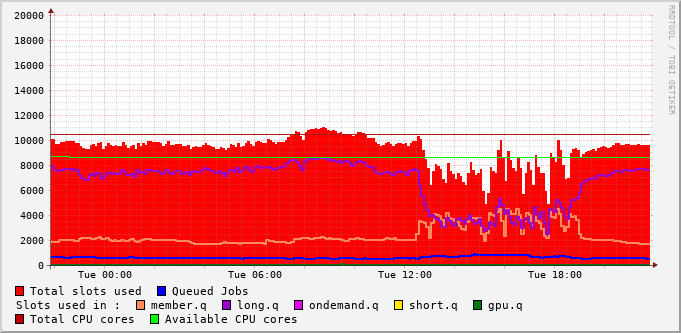 RRDTOOL / TOBI OETIKER
20000
18000
16000
14000
12000
10000
8000
6000
4000
2000
0
Tue 00:00 Tue 06:00 Tue 12:00 Tue 18:00
Total slots used Queued Jobs
Slots used in : member.q long.q ondemand.q short.q gpu.q
Total CPU cores Available CPU cores